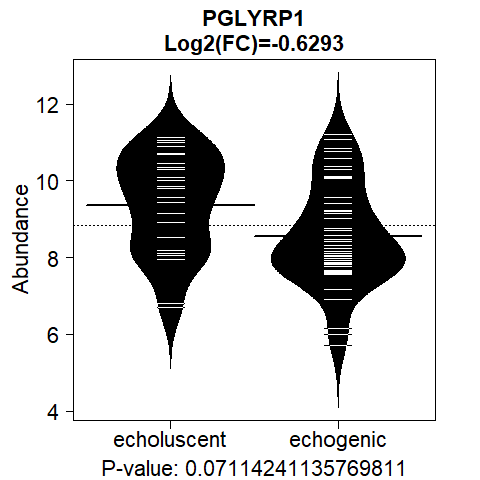 PGLYRP1
Log2(FC)=-0.6293
Abundance
12
10
8
6
4
echoluscent echogenic
P-value: 0.07114241135769811